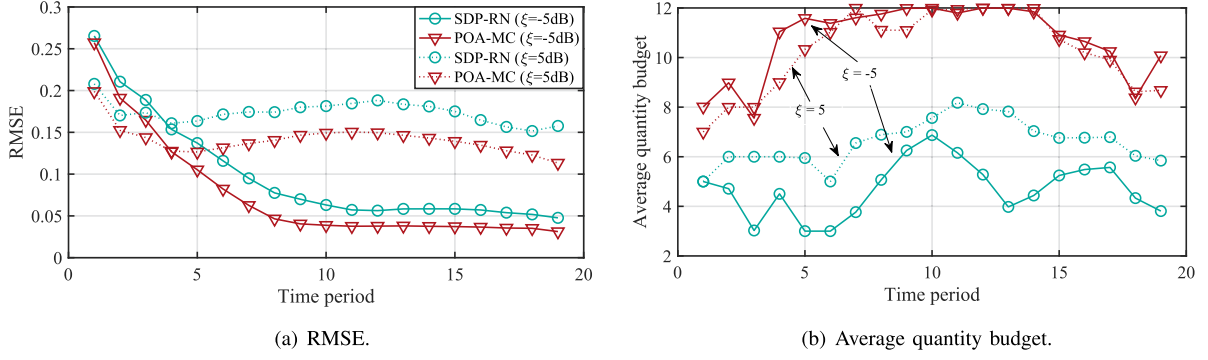 0.3
0.25
0.2
0.15
0.1
0.05
0
RMSE
SDP-RN (ξ=-5dB)
POA-MC (ξ=-5dB)
SDP-RN (ξ=5dB)
POA-MC (ξ=5dB)
0 5 10 15 20
Time period
(a) RMSE.
12
10
8
6
4
2
Average quantity budget
ξ = -5
ξ = 5
0 5 10 15 20
Time period
(b) Average quantity budget.